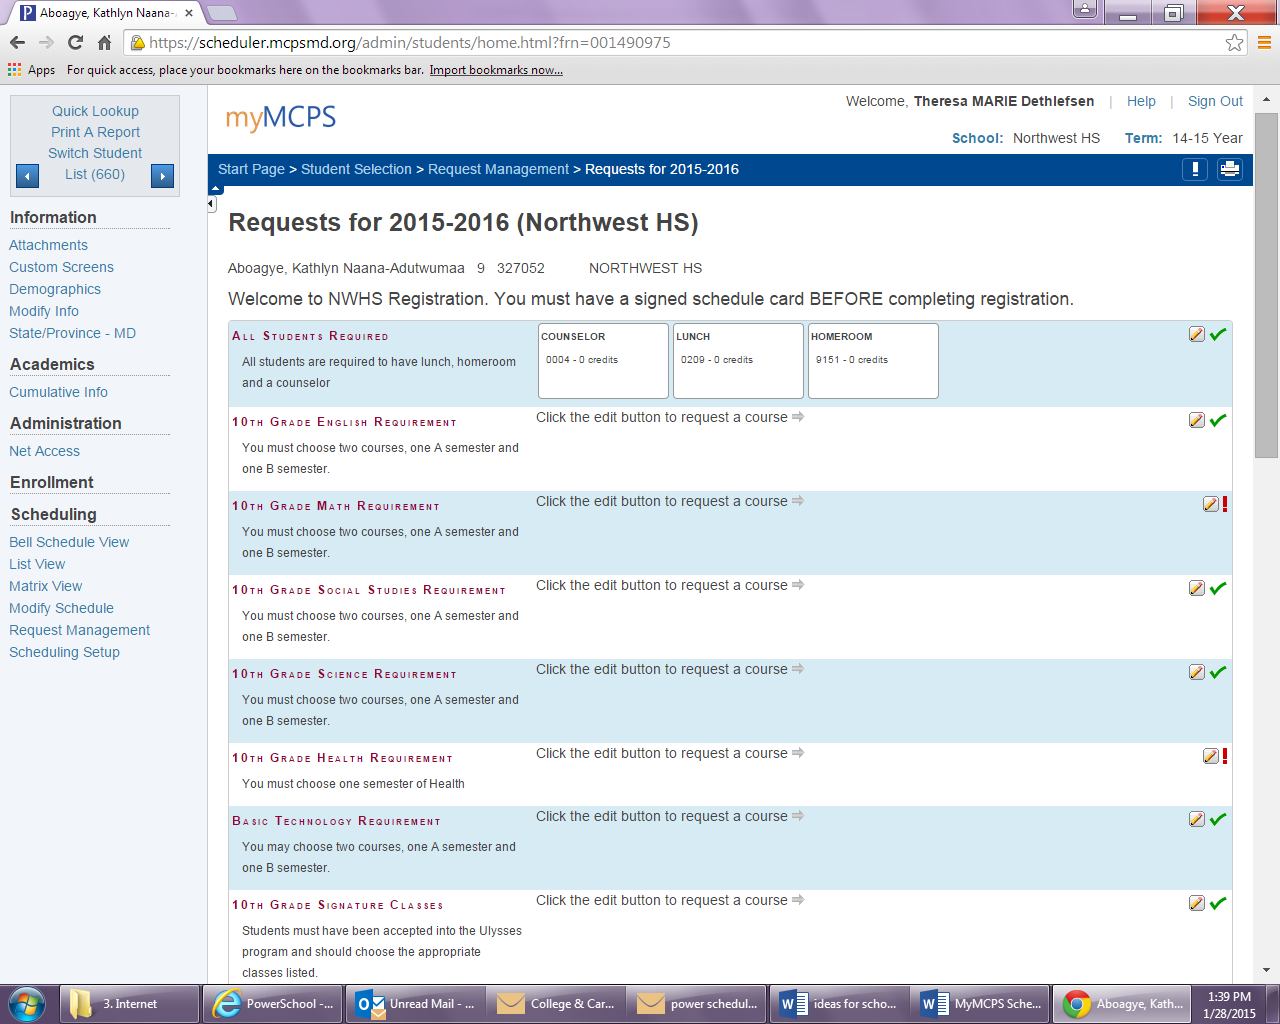 Aboagye, Kathlyn Naana-
https://scheduler.mcpsmd.org/admin/students/home.html?frn=001490975
Apps For quick access, place your bookmarks here on the bookmarks bar. Import bookmarks now...
Quick Lookup
Print A Report
Switch Student
List (660)
Information
Attachments
Custom Screens
Demographics
Modify Info
State/Province - MD
Academics
Cumulative Info
Administration
Net Access
Enrollment
Scheduling
Bell Schedule View
List View
Matrix View
Modify Schedule
Request Management
Scheduling Setup
myMCPS
Welcome, Theresa MARIE Dethlefsen | Help | Sign Out
School: Northwest HS Term: 14-15 Year
Start Page > Student Selection > Request Management > Requests for 2015-2016
Requests for 2015-2016 (Northwest HS)
Aboagye, Kathlyn Naana-Adutwumaa 9 327052 NORTHWEST HS
Welcome to NWHS Registration. You must have a signed schedule card BEFORE completing registration.
All Students Required
All students are required to have lunch, homeroom
and a counselor
COUNSELOR
0004 - 0 credits
LUNCH
0209 - 0 credits
HOMEROOM
9151 - 0 credits
10th Grade English Requirement
You must choose two courses, one A semester and
one B semester.
Click the edit button to request a course
10th Grade Math Requirement
You must choose two courses, one A semester and
one B semester.
Click the edit button to request a course
10th Grade Social Studies Requirement
You must choose two courses, one A semester and
one B semester.
Click the edit button to request a course
10th Grade Science Requirement
You must choose two courses, one A semester and
one B semester.
Click the edit button to request a course
10th Grade Health Requirement
You must choose one semester of Health
Click the edit button to request a course
Basic Technology Requirement
You may choose two courses, one A semester and
one B semester.
Click the edit button to request a course
10th Grade Signature Classes
Students must have been accepted into the Ulysses
program and should choose the appropriate
classes listed.
Click the edit button to request a course
3. Internet
PowerSchool -...
Unread Mail - ...
College & Car...
power schedul...
ideas for scho...
MyMCPS Sche...
Aboagye, Kath...
1:39 PM
1/28/2015